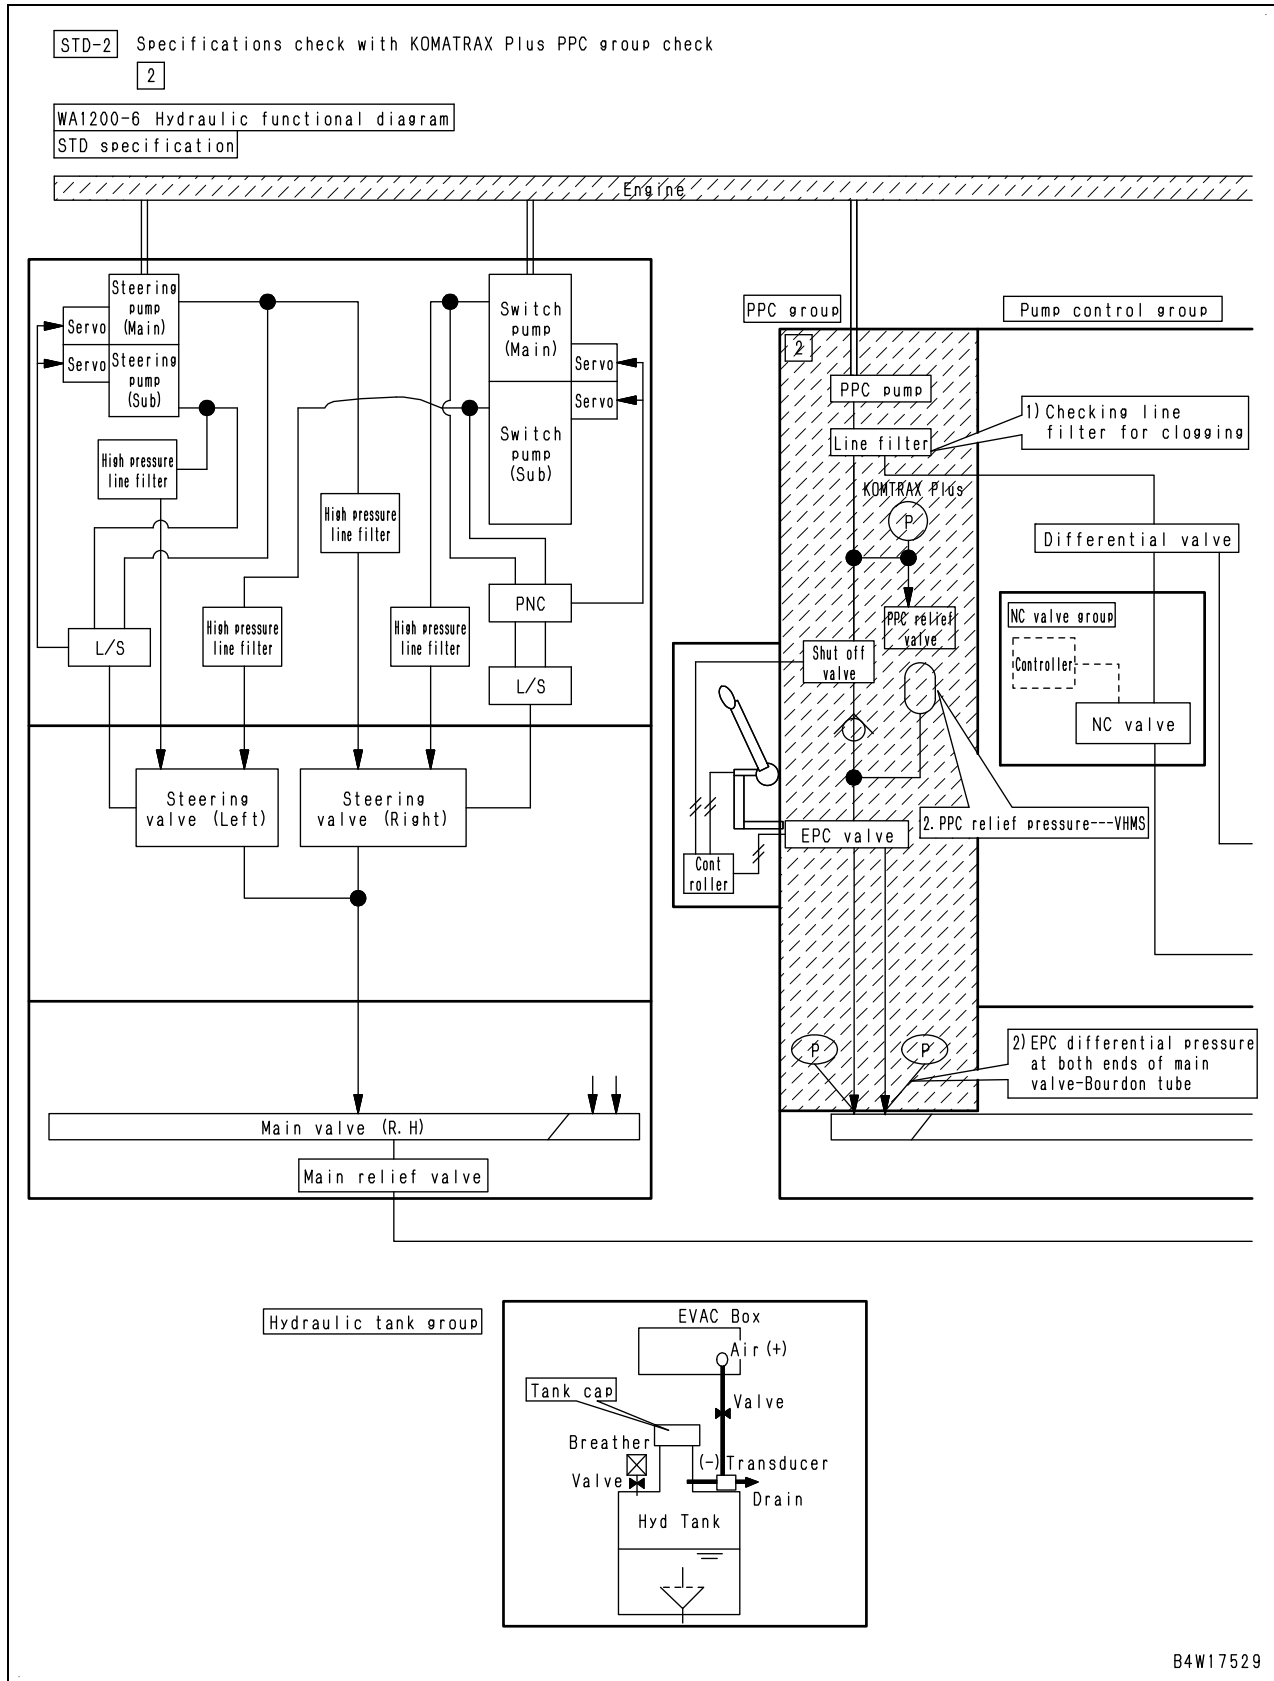 STD-2 Specifications check with KOMATRAX Plus PPC group check
2
WA1200-6 Hydraulic functional diagram
STD specification
Engine
Steering
pump
(Main)
Servo
Servo
Steering
pump
(Sub)
High pressure
line filter
High pressure
line filter
Switch
pump
(Main)
Servo
Servo
Switch
pump
(Sub)
PNC
L/S
High pressure
line filter
High pressure
line filter
L/S
Steering
valve (Left)
Steering
valve (Right)
Main valve (R.H)
Main relief valve
PPC group
2
PPC pump
Line filter
KOMTRAX Plus
P
PPC relief
valve
Shut off
valve
EPC valve
Cont
roller
P
P
Pump control group
1) Checking line
filter for clogging
Differential valve
NC valve group
Controller
NC valve
2. PPC relief pressure---VHMS
2) EPC differential pressure
at both ends of main
valve-Bourdon tube
Hydraulic tank group
EVAC Box
Air (+)
Tank cap
Valve
Breather
Valve
(-) Transducer
Drain
Hyd Tank
B4W17529